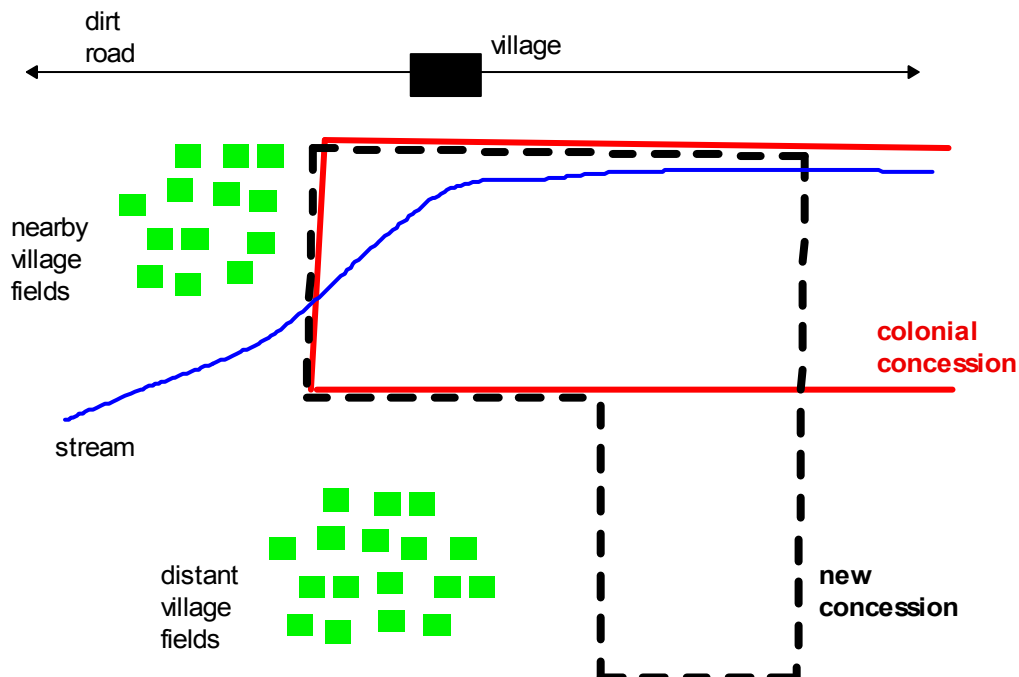 dirt
road
village
nearby
village
fields
colonial
concession
stream
distant
village
fields
new
concession